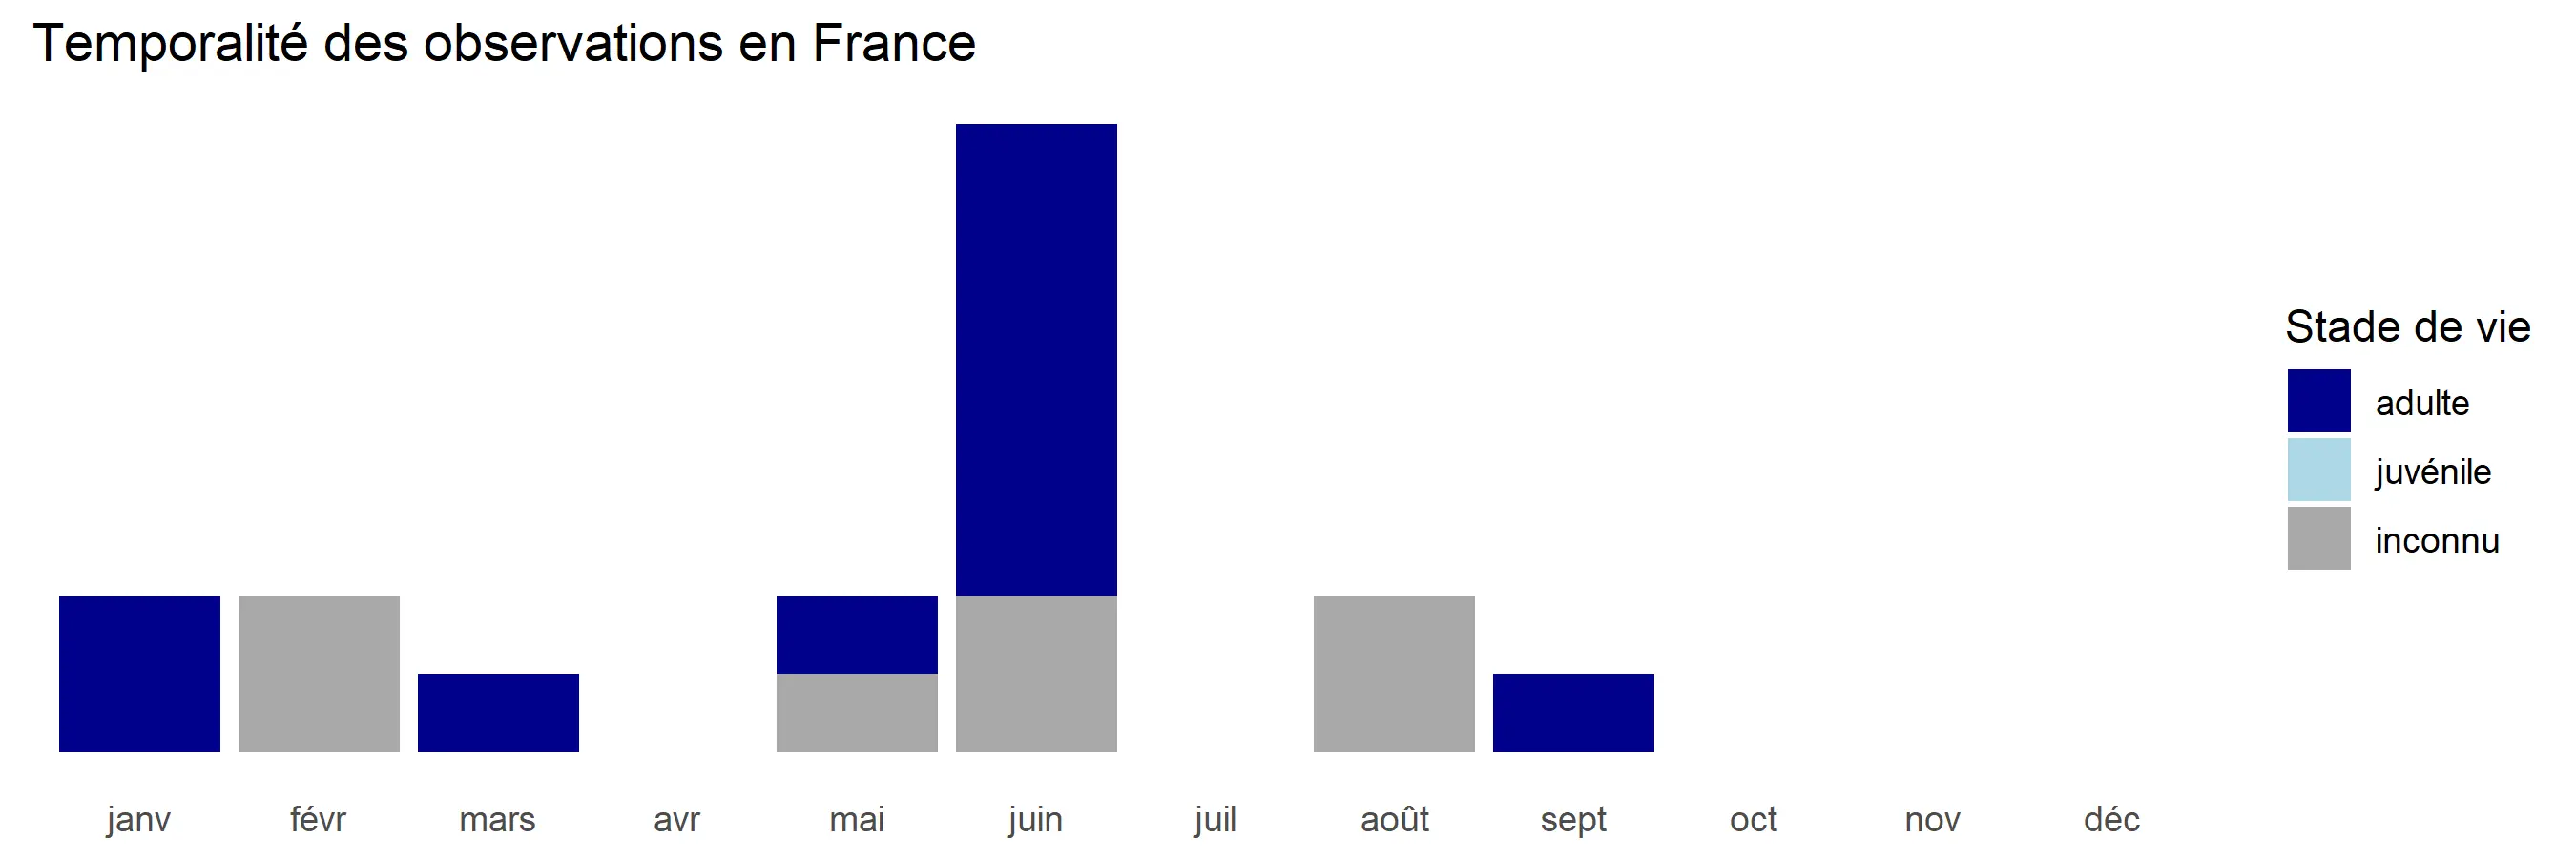 Temporalité des observations en France
Stade de vie
adulte
juvénile
inconnu
janv févr mars avr mai juin juil août sept oct nov déc